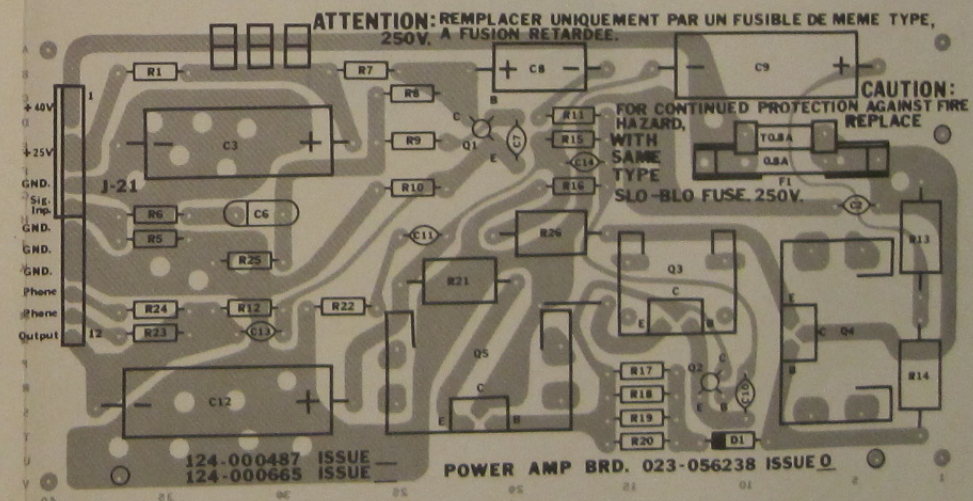 ATTENTION: REMPLACER UNIQUEMENT PAR UN FUSIBLE DE MEME TYPE,
250V. A FUSION RETARDEE.
R1
R7
C8
C9
R8
B
CAUTION:
FOR CONTINUED PROTECTION AGAINST FIRE
HAZARD,
REPLACE
WITH
SAME
TYPE
SLO-BLO FUSE. 250V.
1
+40V
+25V
GND.
Sig.
Inp.
GND.
GND.
GND.
Phone
Phone
Output
12
J-21
C3
R9
C
Q1
E
C7
R11
R15
C14
R16
T0.8A
0.8A
F1
R10
R6
C6
R5
R25
C11
R26
C2
R13
R21
Q3
C
E
B
R24
R12
R22
R23
C13
Q5
C
E
B
E
C
Q4
B
R14
R17
R18
R19
R20
Q2
C
E
B
C10
D1
C12
124-000487 ISSUE__
124-000665 ISSUE__
POWER AMP BRD. 023-056238 ISSUE 0